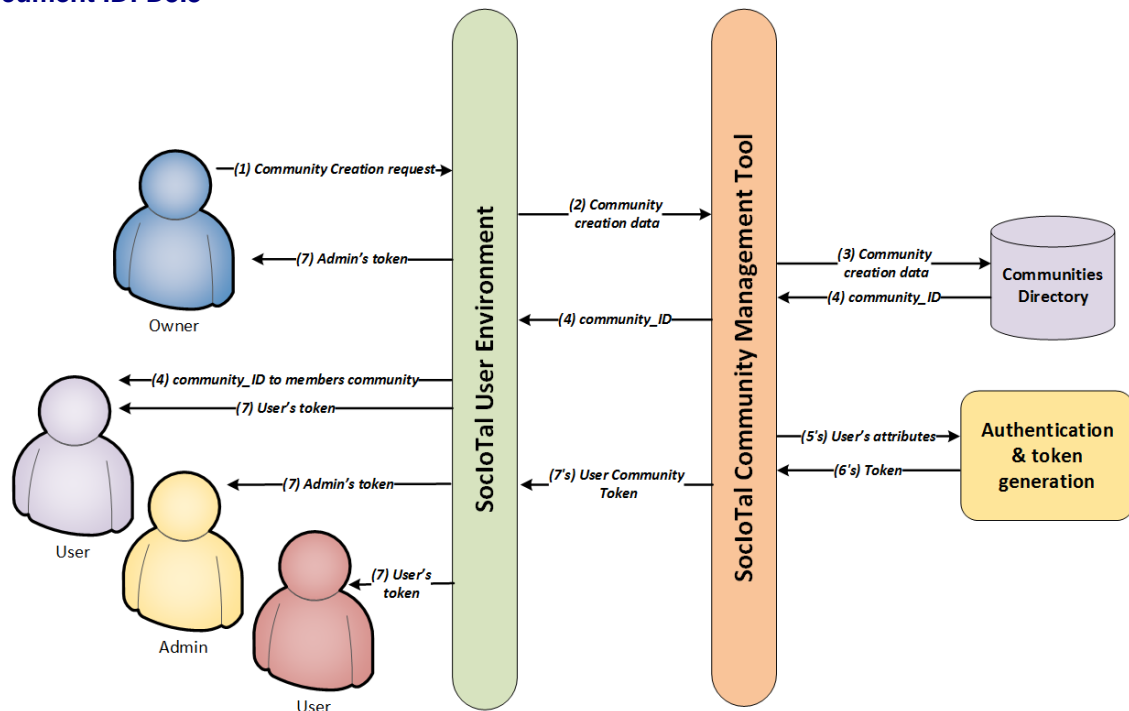 (1) Community Creation request
(2) Community
creation data
(7) Admin's token
(3) Community
creation data
Communities
Directory
(4) community_ID
(4) community_ID
Owner
SocIoTal User Environment
SocIoTal Community Management Tool
(4) community_ID to members community
(7) User's token
(5's) User's attributes
(6's) Token
Authentication
& token
generation
(7) Admin's token
(7's) User Community
Token
User
(7) User's
token
Admin
User